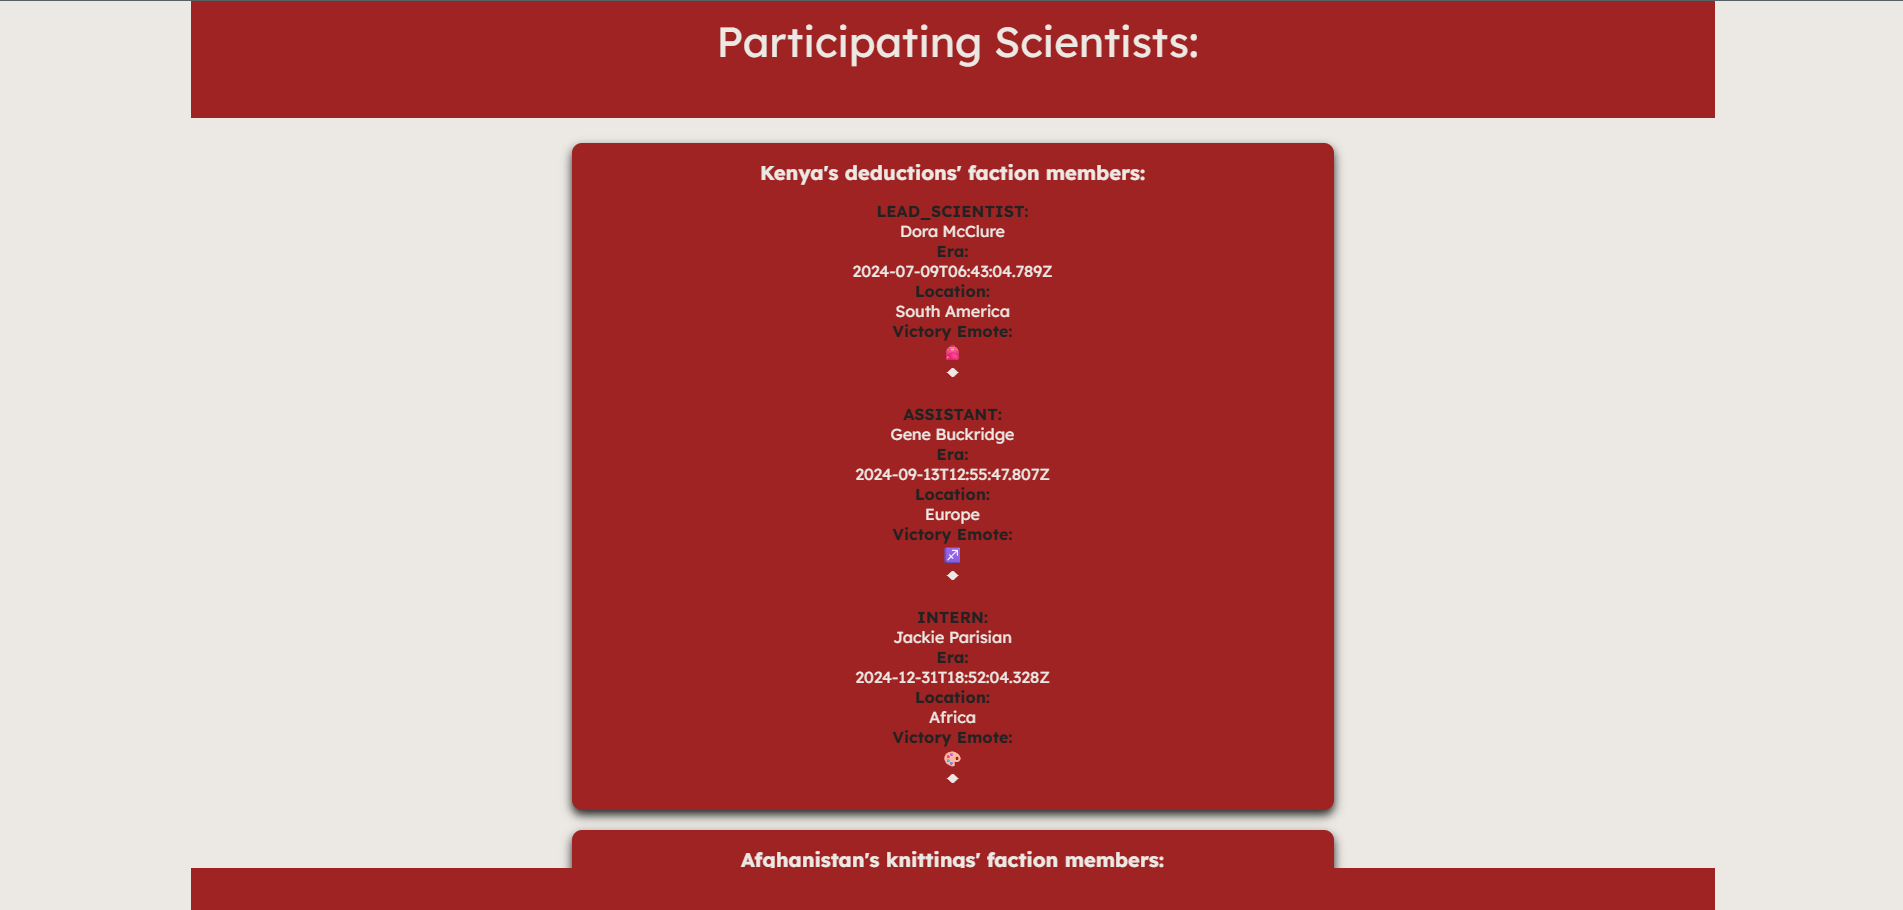 Participating Scientists:
Kenya's deductions' faction members:
LEAD_SCIENTIST:
Dora McClure
Era:
2024-07-09T06:43:04.789Z
Location:
South America
Victory Emote:
ASSISTANT:
Gene Buckridge
Era:
2024-09-13T12:55:47.807Z
Location:
Europe
Victory Emote:
♐
INTERN:
Jackie Parisian
Era:
2024-12-31T18:52:04.328Z
Location:
Africa
Victory Emote:
🎨
Afghanistan's knittings' faction members: